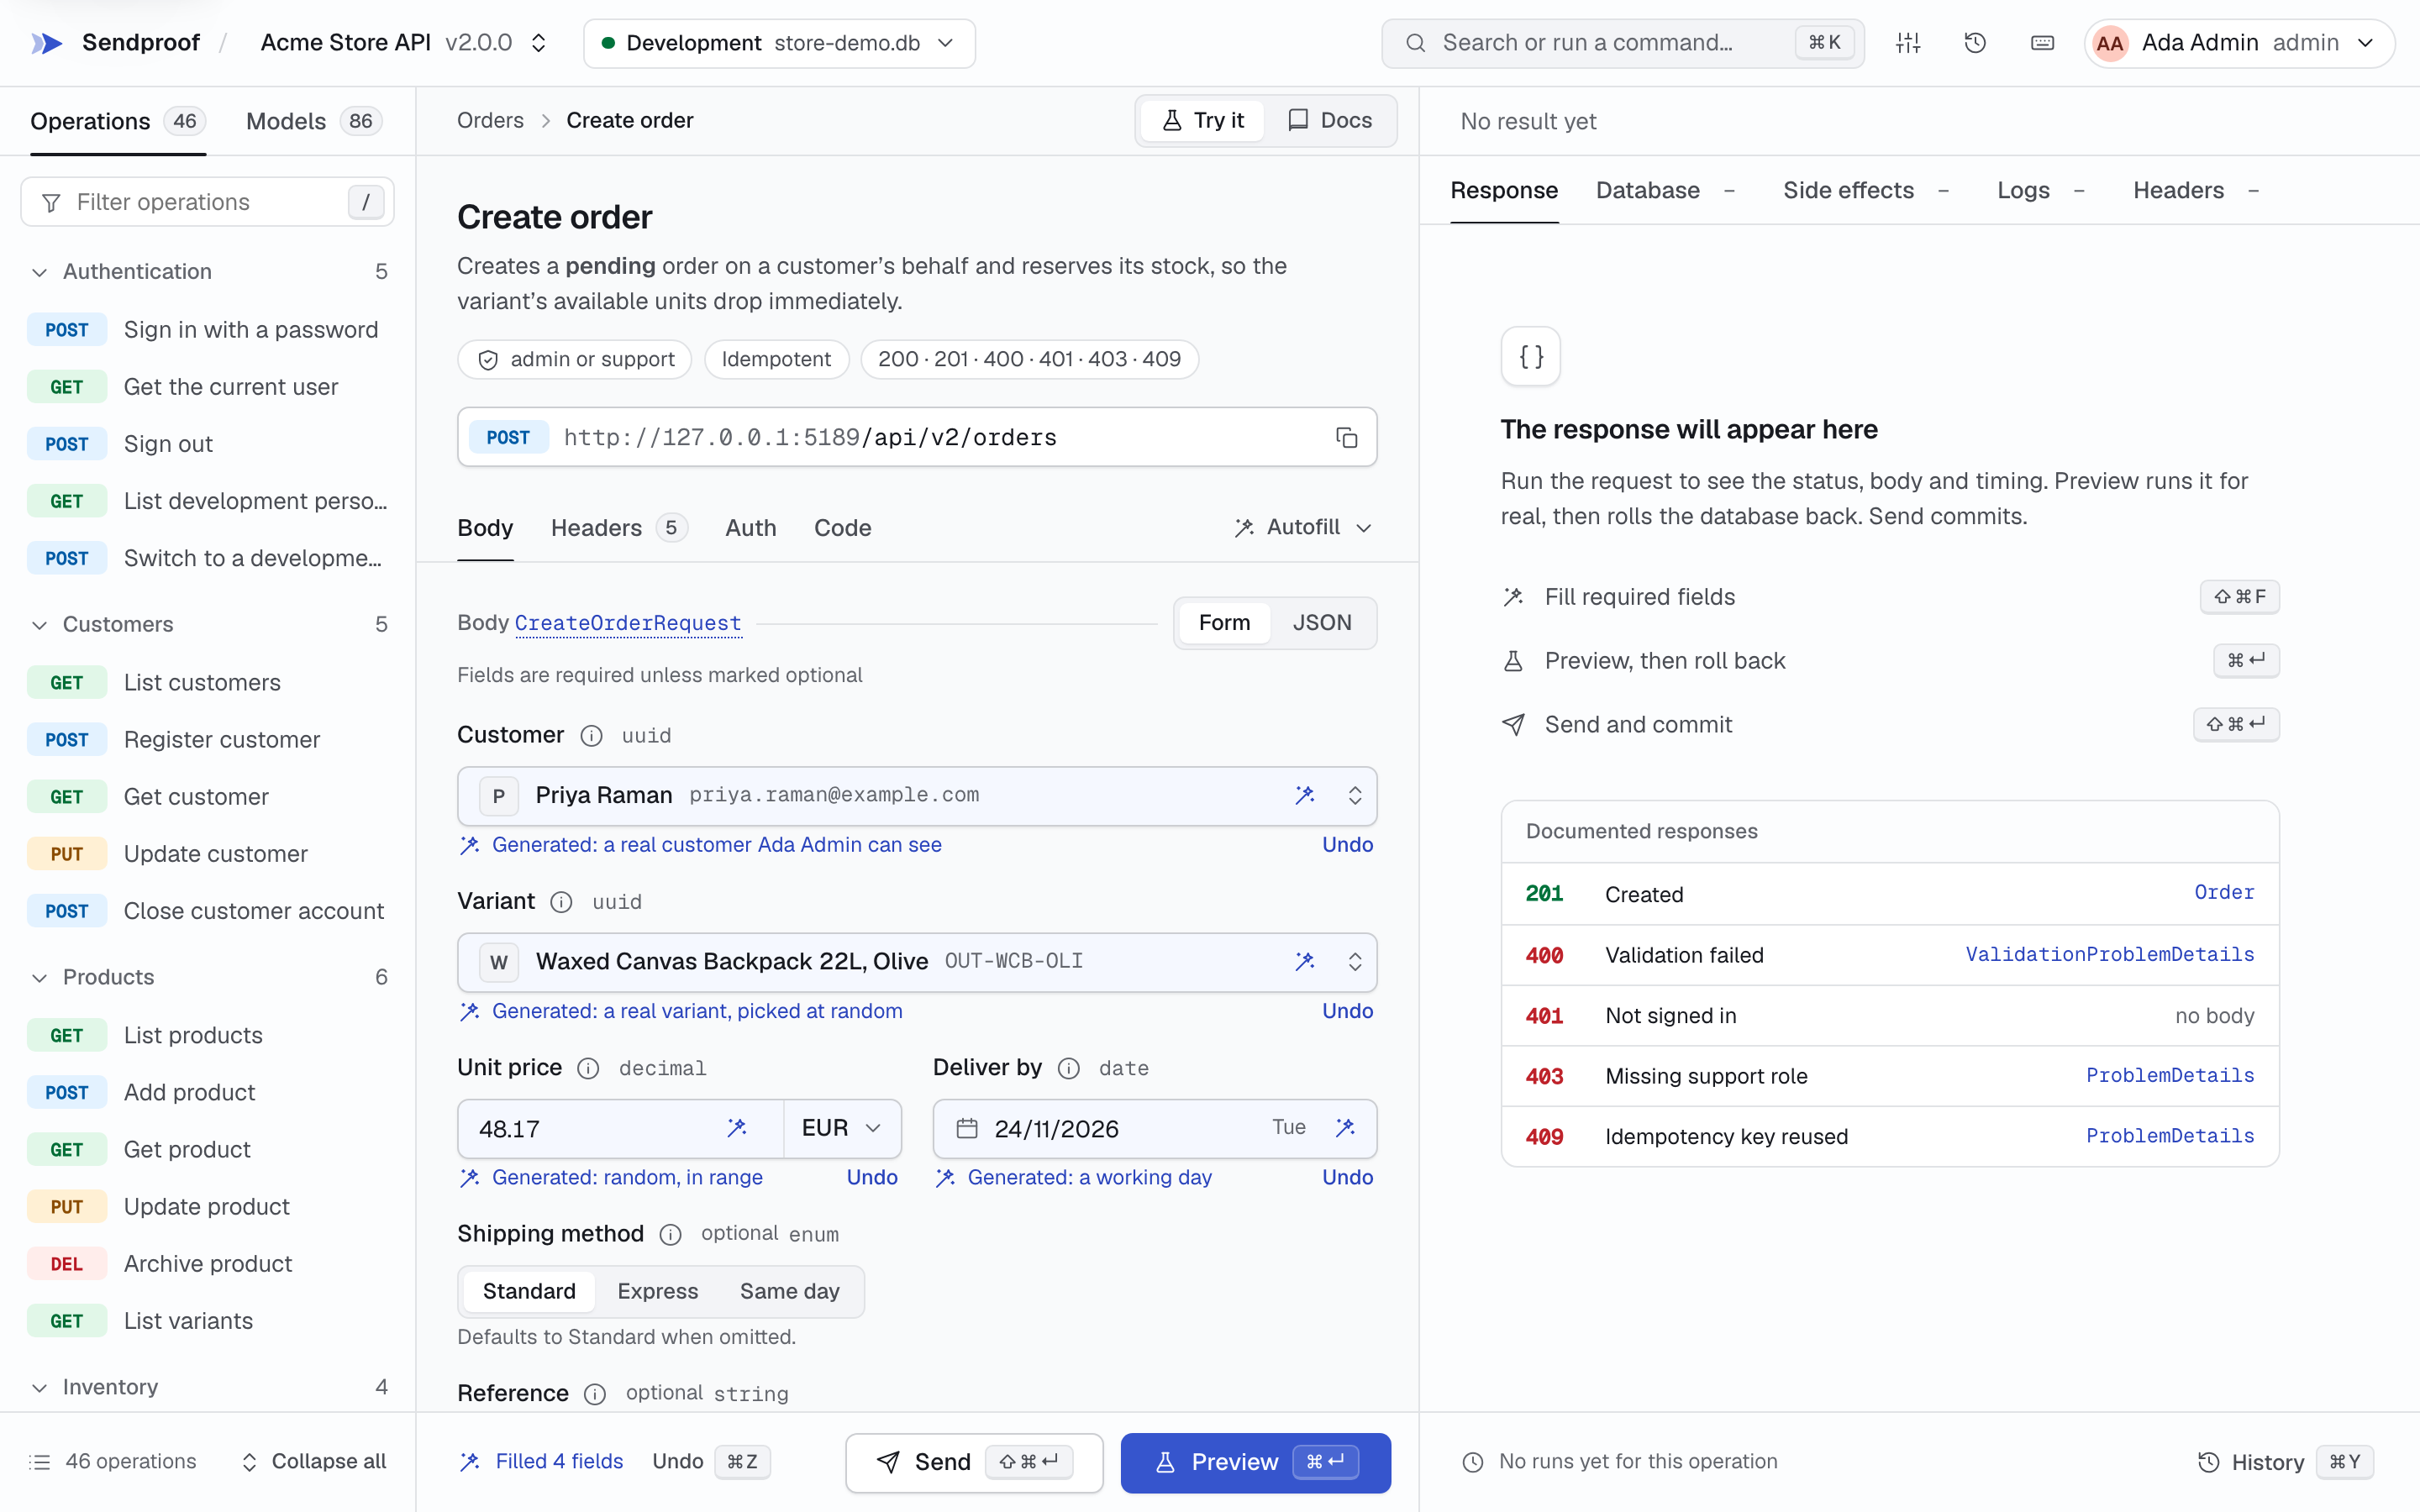 Sendproof / Acme Store API v2.0.0
Development store-demo.db
Search or run a command... ⌘K
AA Ada Admin admin
Operations 46 Models 86
Filter operations /
Authentication 5
POST Sign in with a password
GET Get the current user
POST Sign out
GET List development perso...
POST Switch to a developme...
Customers 5
GET List customers
POST Register customer
GET Get customer
PUT Update customer
POST Close customer account
Products 6
GET List products
POST Add product
GET Get product
PUT Update product
DEL Archive product
GET List variants
Inventory 4
46 operations Collapse all
Orders > Create order
Try it Docs
Create order
Creates a pending order on a customer’s behalf and reserves its stock, so the
variant’s available units drop immediately.
admin or support Idempotent 200 · 201 · 400 · 401 · 403 · 409
POST http://127.0.0.1:5189/api/v2/orders
Body Headers 5 Auth Code Autofill
Body CreateOrderRequest Form JSON
Fields are required unless marked optional
Customer uuid
P Priya Raman priya.raman@example.com
Generated: a real customer Ada Admin can see Undo
Variant uuid
W Waxed Canvas Backpack 22L, Olive OUT-WCB-OLI
Generated: a real variant, picked at random Undo
Unit price decimal Deliver by date
48.17 EUR 24/11/2026 Tue
Generated: random, in range Undo Generated: a working day Undo
Shipping method optional enum
Standard Express Same day
Defaults to Standard when omitted.
Reference optional string
Filled 4 fields Undo ⌘Z Send ⇧⌘↵ Preview ⌘↵
No result yet
Response Database – Side effects – Logs – Headers –
{}
The response will appear here
Run the request to see the status, body and timing. Preview runs it for
real, then rolls the database back. Send commits.
Fill required fields ⇧⌘F
Preview, then roll back ⌘↵
Send and commit ⇧⌘↵
Documented responses
201 Created Order
400 Validation failed ValidationProblemDetails
401 Not signed in no body
403 Missing support role ProblemDetails
409 Idempotency key reused ProblemDetails
No runs yet for this operation History ⌘Y